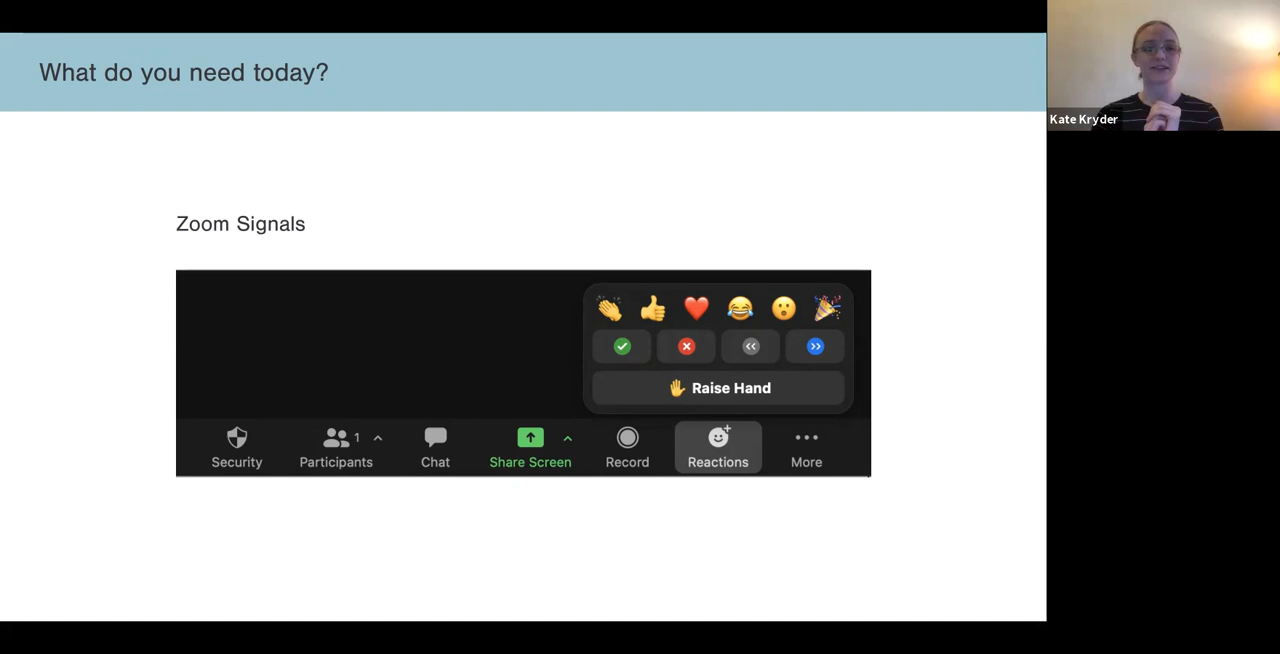 What do you need today?
Kate Kryder
Zoom Signals
Raise Hand
1
Security Participants Chat Share Screen Record Reactions More